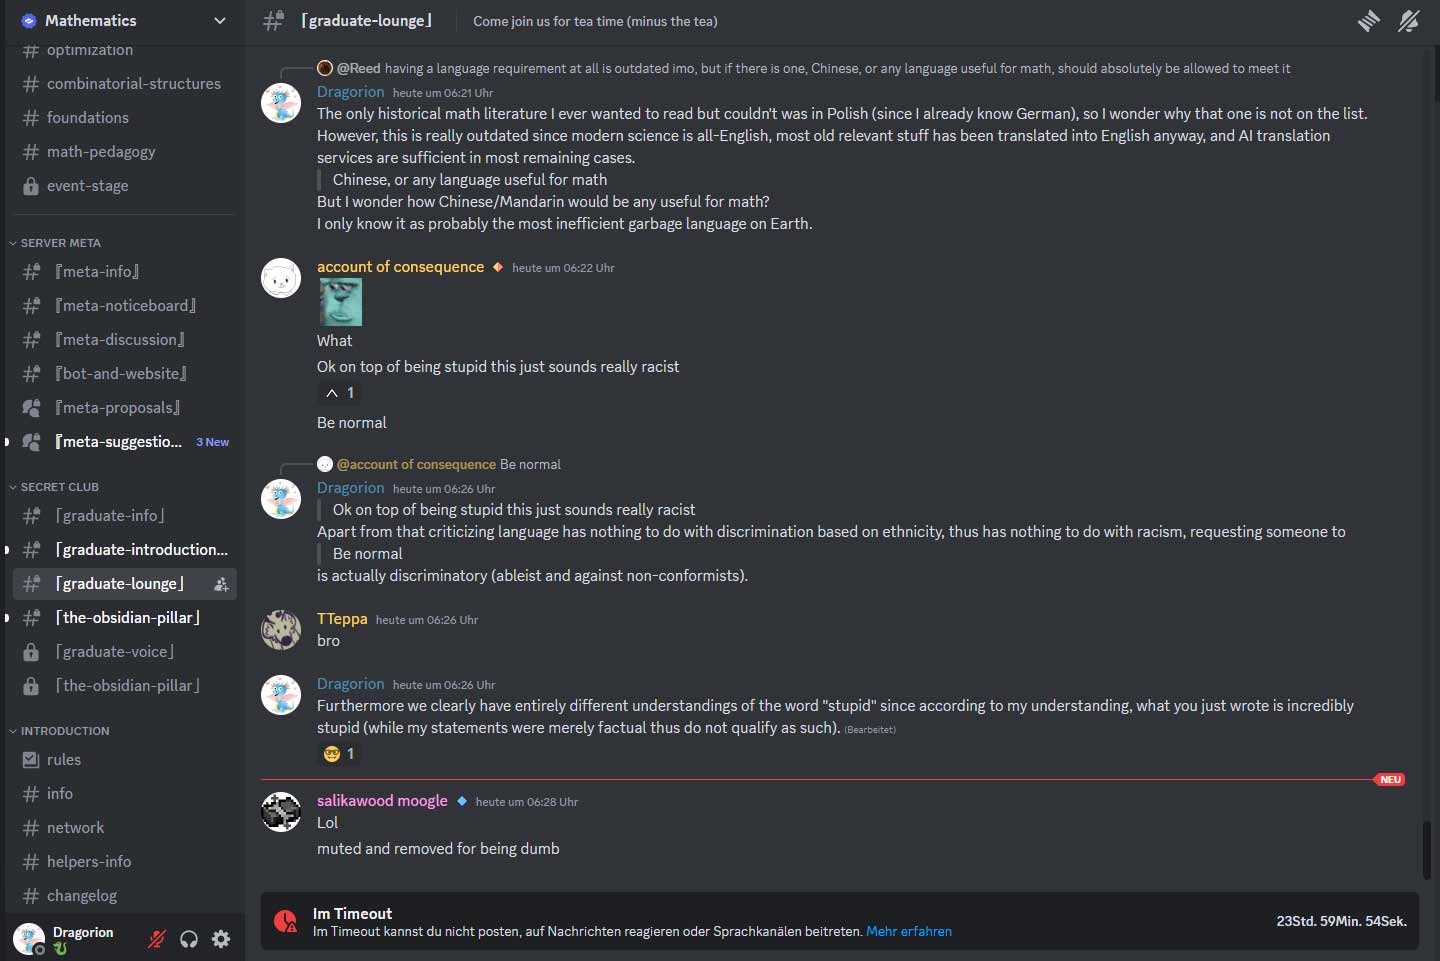 Mathematics
optimization
combinatorial-structures
foundations
math-pedagogy
event-stage
SERVER META
『meta-info』
『meta-noticeboard』
『meta-discussion』
『bot-and-website』
『meta-proposals』
『meta-suggestio... 3 New
SECRET CLUB
「graduate-info」
「graduate-introduction...
「graduate-lounge」
「the-obsidian-pillar」
「graduate-voice」
「the-obsidian-pillar」
INTRODUCTION
rules
info
network
helpers-info
changelog
Dragorion
「graduate-lounge」 Come join us for tea time (minus the tea)
@Reed having a language requirement at all is outdated imo, but if there is one, Chinese, or any language useful for math, should absolutely be allowed to meet it
Dragorion heute um 06:21 Uhr
The only historical math literature I ever wanted to read but couldn't was in Polish (since I already know German), so I wonder why that one is not on the list.
However, this is really outdated since modern science is all-English, most old relevant stuff has been translated into English anyway, and AI translation
services are sufficient in most remaining cases.
Chinese, or any language useful for math
But I wonder how Chinese/Mandarin would be any useful for math?
I only know it as probably the most inefficient garbage language on Earth.
account of consequence heute um 06:22 Uhr
What
Ok on top of being stupid this just sounds really racist
1
Be normal
@account of consequence Be normal
Dragorion heute um 06:26 Uhr
Ok on top of being stupid this just sounds really racist
Apart from that criticizing language has nothing to do with discrimination based on ethnicity, thus has nothing to do with racism, requesting someone to
Be normal
is actually discriminatory (ableist and against non-conformists).
TTeppa heute um 06:26 Uhr
bro
Dragorion heute um 06:26 Uhr
Furthermore we clearly have entirely different understandings of the word "stupid" since according to my understanding, what you just wrote is incredibly
stupid (while my statements were merely factual thus do not qualify as such). (Bearbeitet)
1
NEU
salikawood moogle heute um 06:28 Uhr
Lol
muted and removed for being dumb
Im Timeout
Im Timeout kannst du nicht posten, auf Nachrichten reagieren oder Sprachkanälen beitreten. Mehr erfahren
23Std. 59Min. 54Sek.